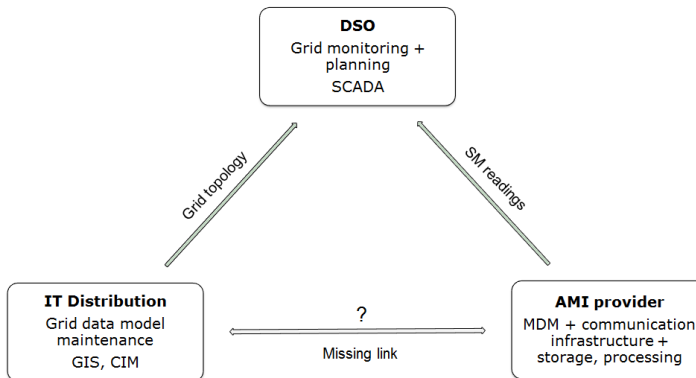 DSO
Grid monitoring +
planning
SCADA
Grid topology
SM readings
IT Distribution
Grid data model
maintenance
GIS, CIM
?
Missing link
AMI provider
MDM + communication
infrastructure +
storage, processing